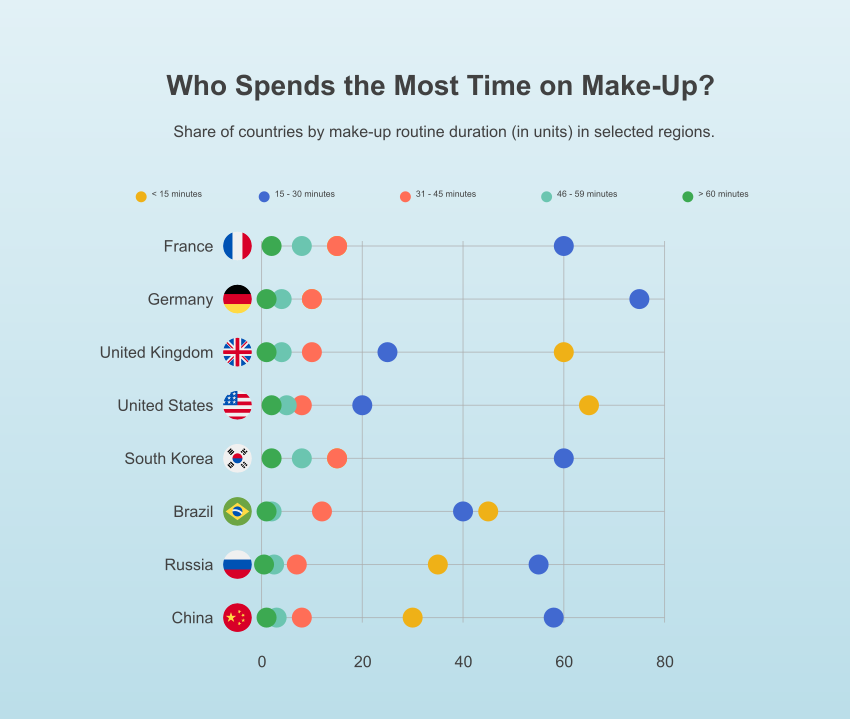 Who Spends the Most Time on Make-Up?
Share of countries by make-up routine duration (in units) in selected regions.
< 15 minutes 15 - 30 minutes 31 - 45 minutes 46 - 59 minutes > 60 minutes
France
Germany
United Kingdom
United States
South Korea
Brazil
Russia
China
0 20 40 60 80